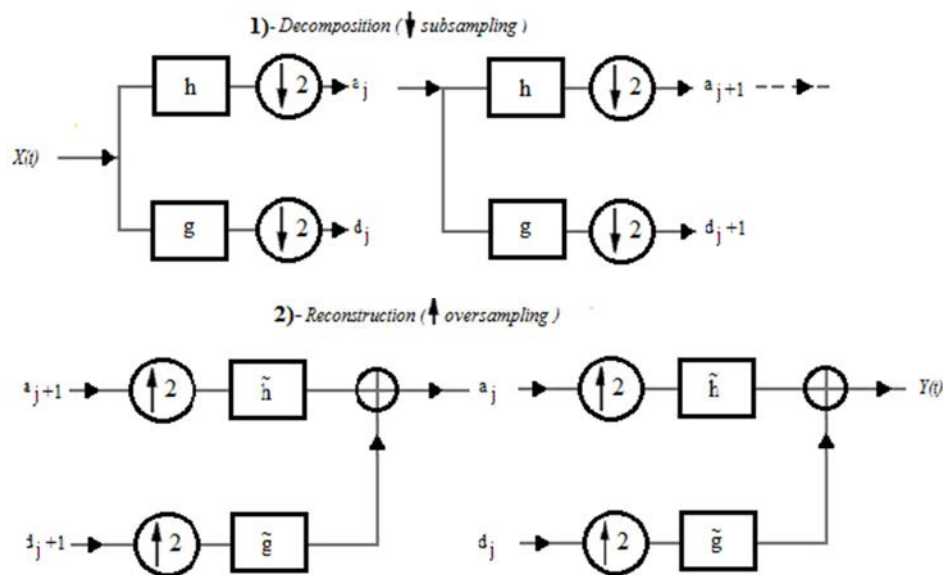 1)- Decomposition ( subsampling )
h 2 a j h 2 a j+1
X(t)
g 2 d j g 2 d j+1
2)- Reconstruction ( oversampling )
a j+1 2 h̃ a j 2 h̃ Y(t)
d j+1 2 g̃ d j 2 g̃